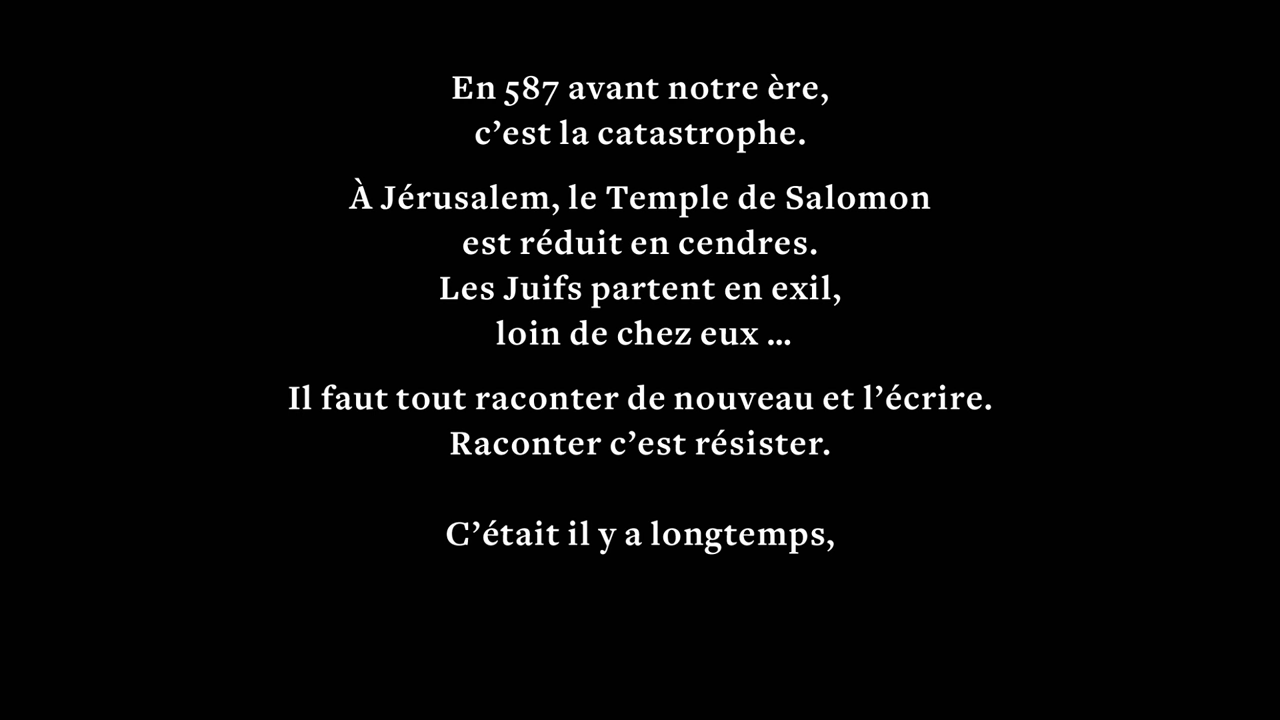 En 587 avant notre ère,
c’est la catastrophe.
À Jérusalem, le Temple de Salomon
est réduit en cendres.
Les Juifs partent en exil,
loin de chez eux ...
Il faut tout raconter de nouveau et l’écrire.
Raconter c’est résister.
C’était il y a longtemps,